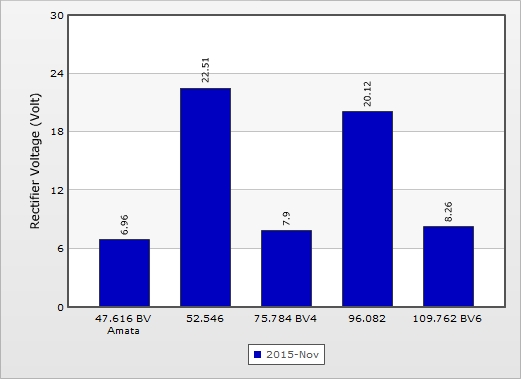 30
24
18
12
6
0
Rectifier Voltage (Volt)
6.96
22.51
7.9
20.12
8.26
47.616 BV
Amata
52.546
75.784 BV4
96.082
109.762 BV6
2015-Nov